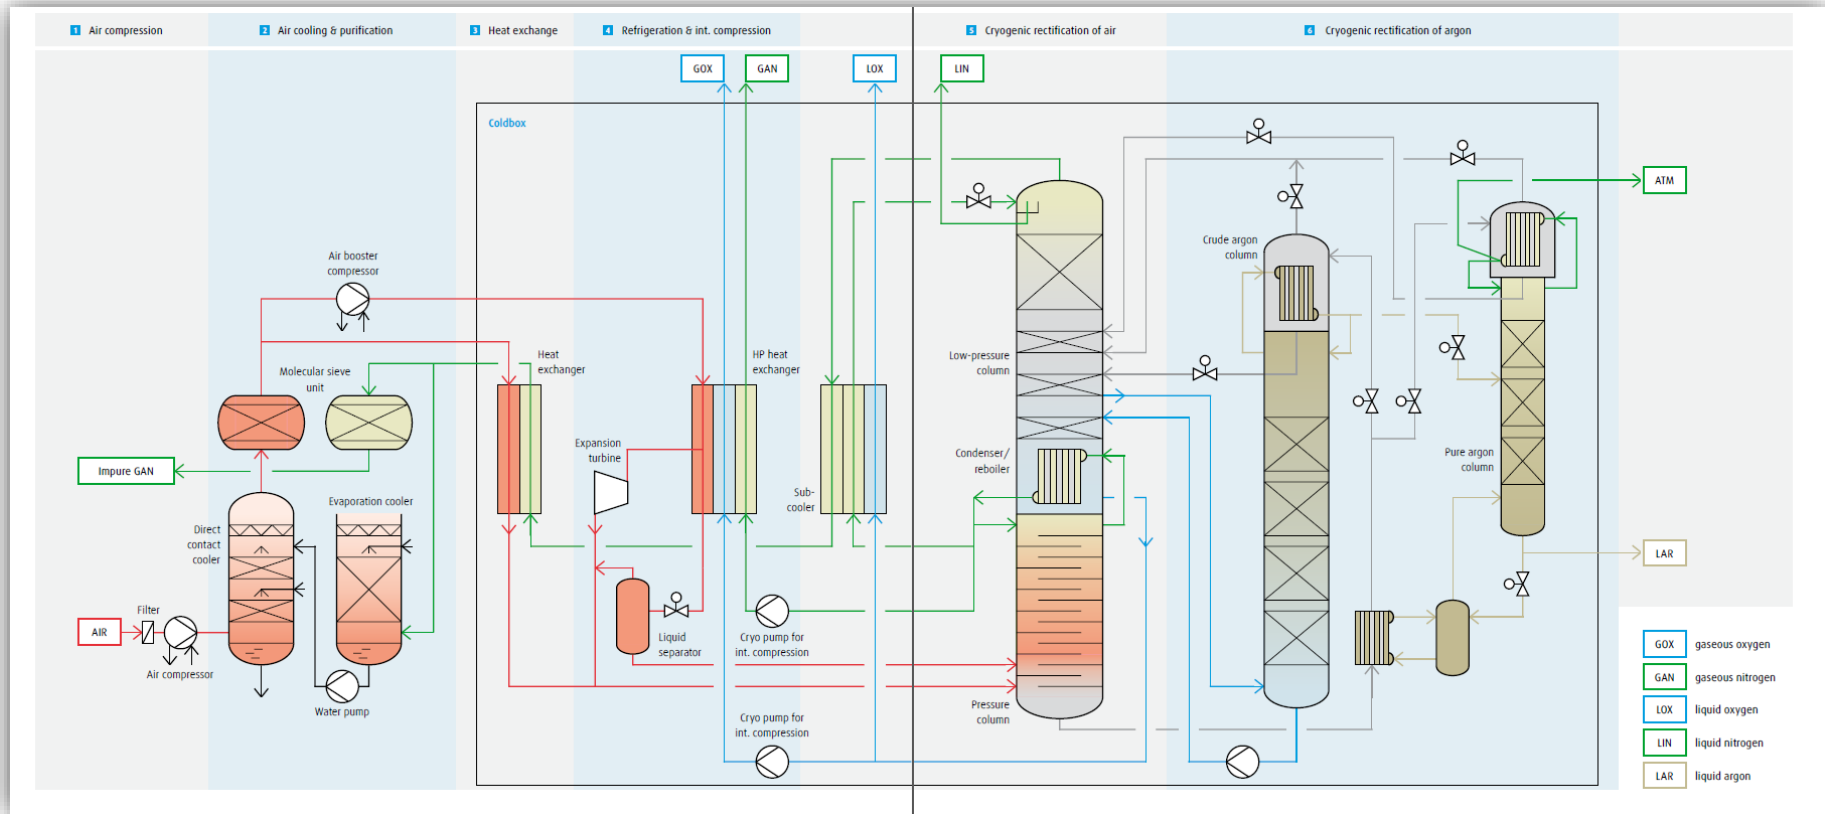 1 Air compression
2 Air cooling & purification
3 Heat exchange
4 Refrigeration & int. compression
5 Cryogenic rectification of air
6 Cryogenic rectification of argon
GOX
GAN
LOX
LIN
Coldbox
ATM
Crude argon
column
Air booster
compressor
Heat
exchanger
HP heat
exchanger
Low-pressure
column
Molecular sieve
unit
Expansion
turbine
Condenser/
reboiler
Pure argon
column
Impure GAN
Sub-
cooler
Evaporation cooler
Direct
contact
cooler
LAR
Filter
AIR
Air compressor
Liquid
separator
Cryo pump for
int. compression
Water pump
Pressure
column
Cryo pump for
int. compression
GOX gaseous oxygen
GAN gaseous nitrogen
LOX liquid oxygen
LIN liquid nitrogen
LAR liquid argon